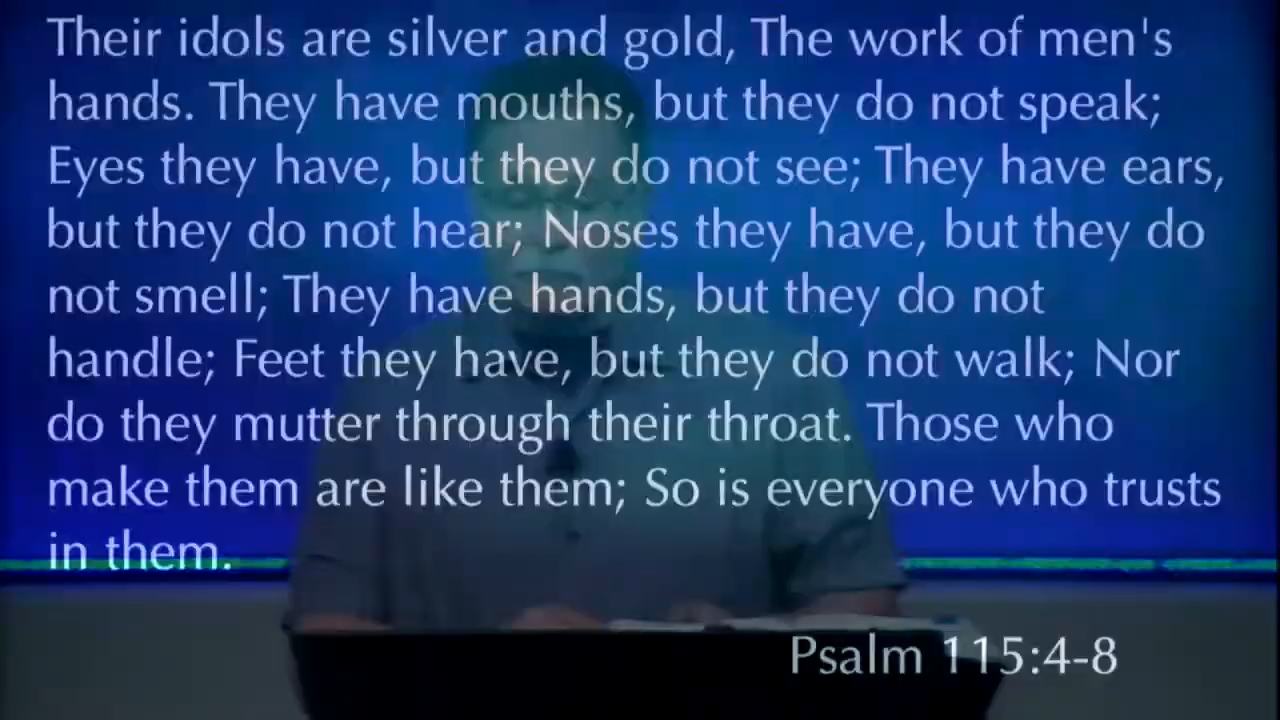 Their idols are silver and gold, The work of men's
hands. They have mouths, but they do not speak;
Eyes they have, but they do not see; They have ears,
but they do not hear; Noses they have, but they do
not smell; They have hands, but they do not
handle; Feet they have, but they do not walk; Nor
do they mutter through their throat. Those who
make them are like them; So is everyone who trusts
in them.
Psalm 115:4-8